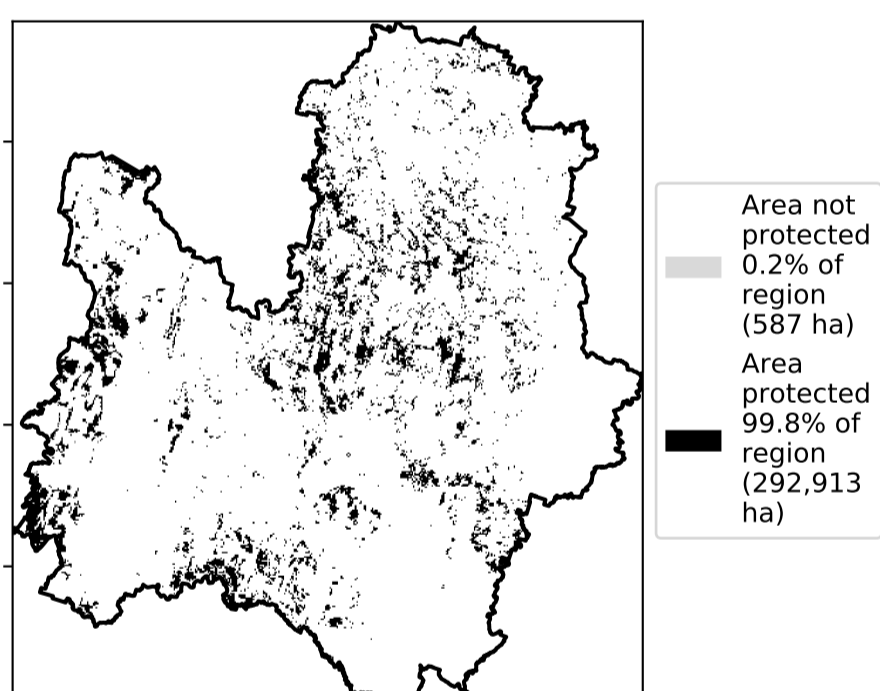 Area not
protected
0.2% of
region
(587 ha)
Area
protected
99.8% of
region
(292,913
ha)